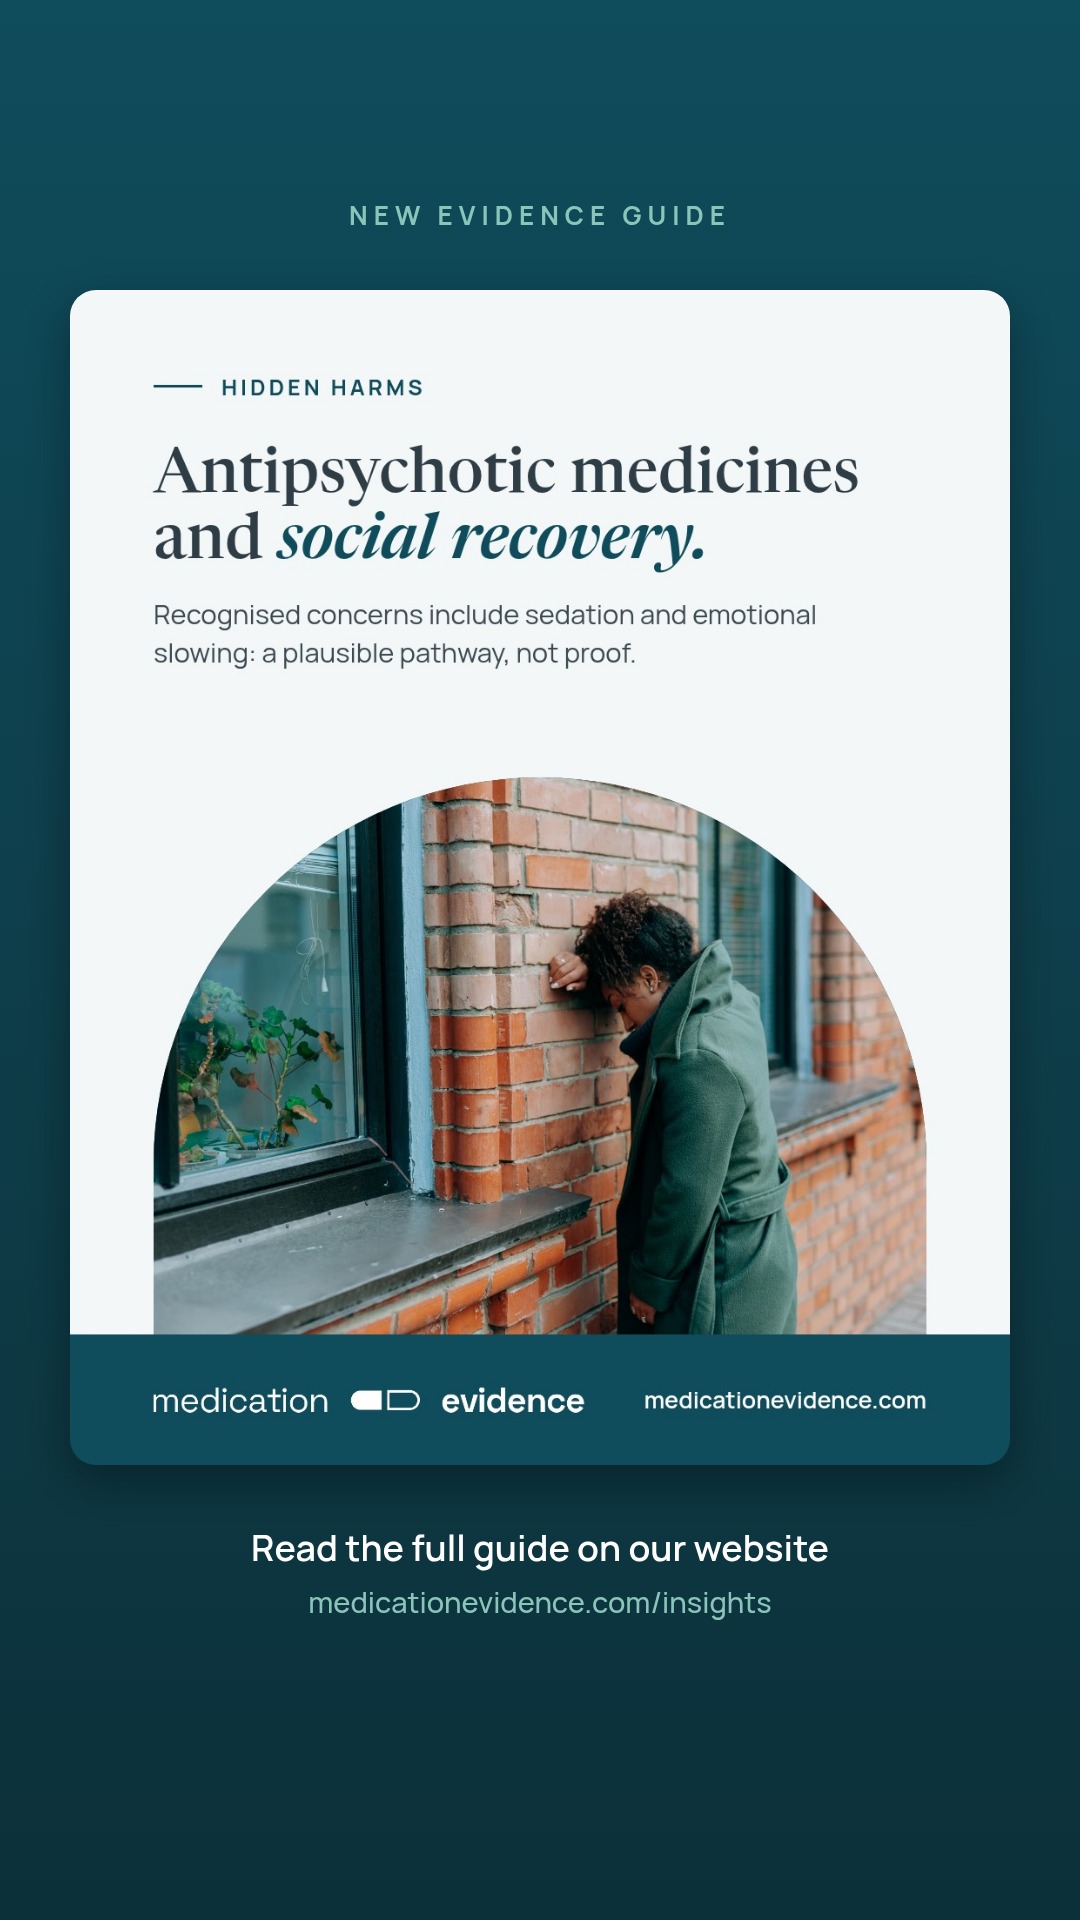 NEW EVIDENCE GUIDE
HIDDEN HARMS
Antipsychotic medicines
and social recovery.
Recognised concerns include sedation and emotional
slowing: a plausible pathway, not proof.
medication evidence
medicationevidence.com
Read the full guide on our website
medicationevidence.com/insights